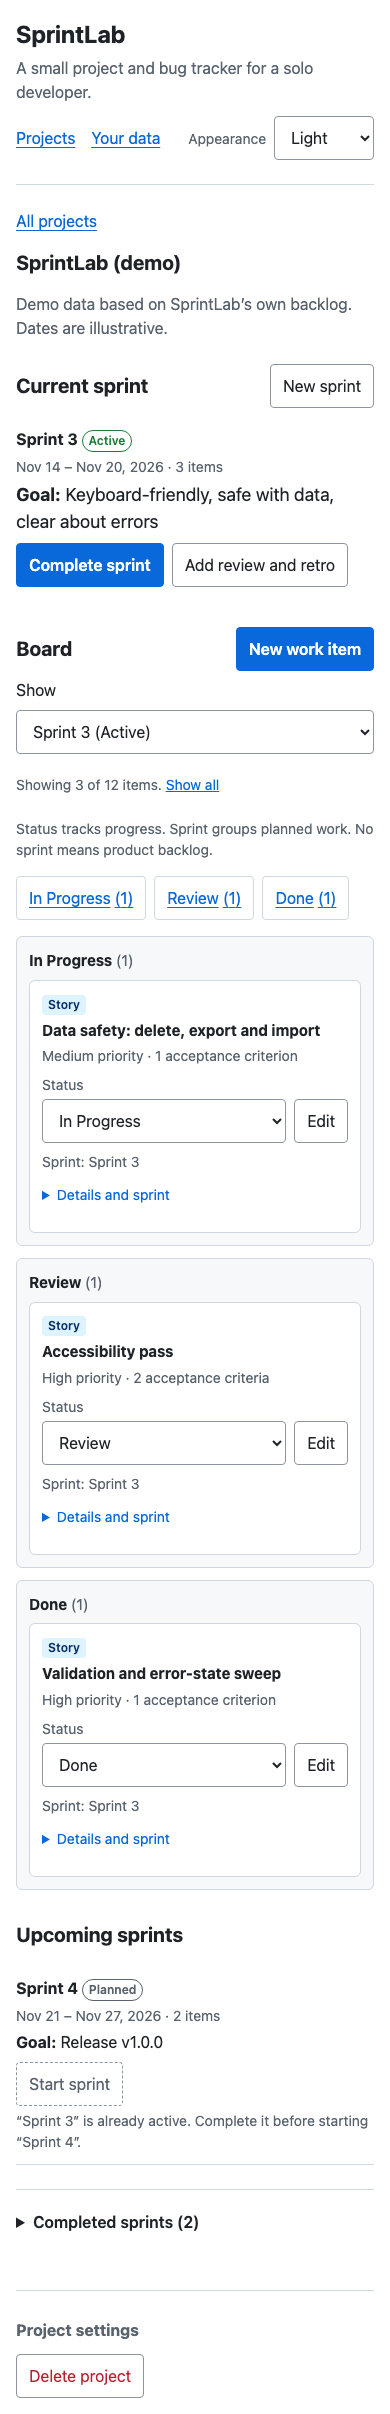 SprintLab
A small project and bug tracker for a solo
developer.
Projects Your data Appearance Light
All projects
SprintLab (demo)
Demo data based on SprintLab’s own backlog.
Dates are illustrative.
Current sprint New sprint
Sprint 3 Active
Nov 14 – Nov 20, 2026 · 3 items
Goal: Keyboard-friendly, safe with data,
clear about errors
Complete sprint Add review and retro
Board New work item
Show
Sprint 3 (Active)
Showing 3 of 12 items. Show all
Status tracks progress. Sprint groups planned work. No
sprint means product backlog.
In Progress (1) Review (1) Done (1)
In Progress (1)
Story
Data safety: delete, export and import
Medium priority · 1 acceptance criterion
Status
In Progress Edit
Sprint: Sprint 3
Details and sprint
Review (1)
Story
Accessibility pass
High priority · 2 acceptance criteria
Status
Review Edit
Sprint: Sprint 3
Details and sprint
Done (1)
Story
Validation and error-state sweep
High priority · 1 acceptance criterion
Status
Done Edit
Sprint: Sprint 3
Details and sprint
Upcoming sprints
Sprint 4 Planned
Nov 21 – Nov 27, 2026 · 2 items
Goal: Release v1.0.0
Start sprint
“Sprint 3” is already active. Complete it before starting
“Sprint 4”.
Completed sprints (2)
Project settings
Delete project